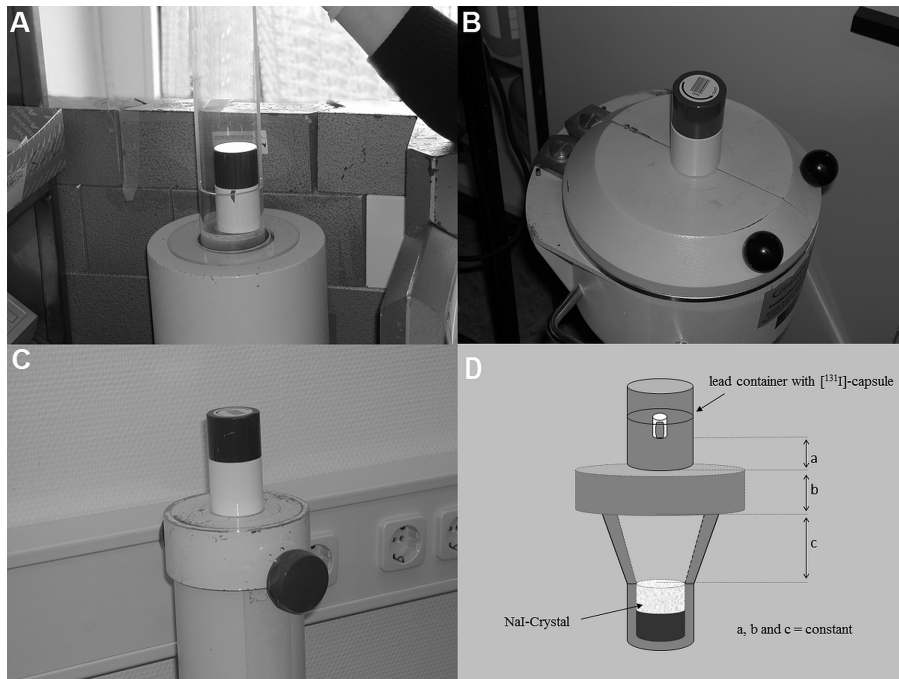 A
B
C
D
lead container with [131I]-capsule
a
b
c
NaI-Crystal
a, b and c = constant